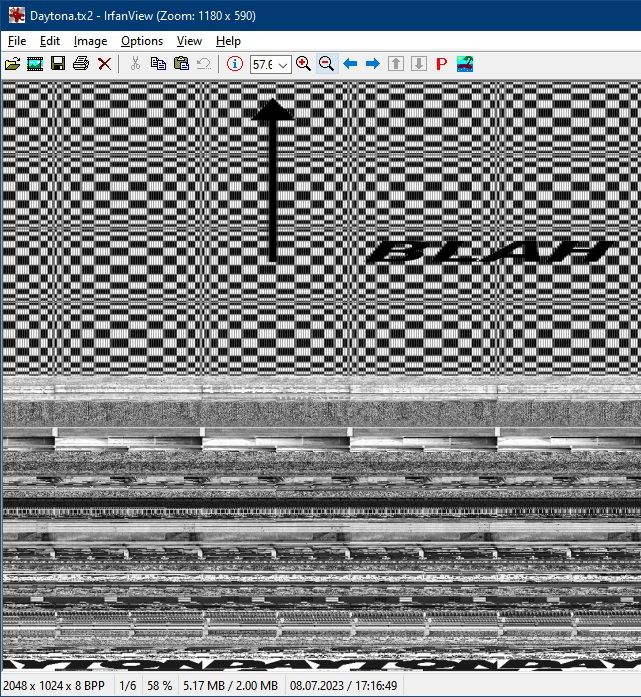 Daytona.tx2 - IrfanView (Zoom: 1180 x 590)
File Edit Image Options View Help
57.6
P
BLAH
2048 x 1024 x 8 BPP 1/6 58 % 5.17 MB / 2.00 MB 08.07.2023 / 17:16:49